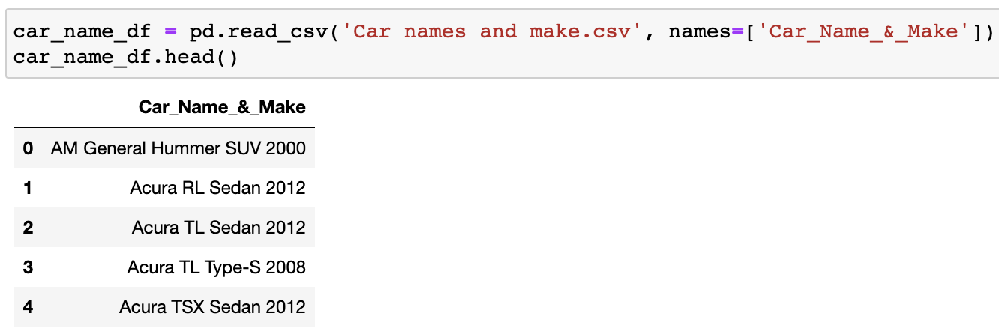 car_name_df = pd.read_csv('Car names and make.csv', names=['Car_Name_&_Make'])
car_name_df.head()
Car_Name_&_Make
0 AM General Hummer SUV 2000
1 Acura RL Sedan 2012
2 Acura TL Sedan 2012
3 Acura TL Type-S 2008
4 Acura TSX Sedan 2012